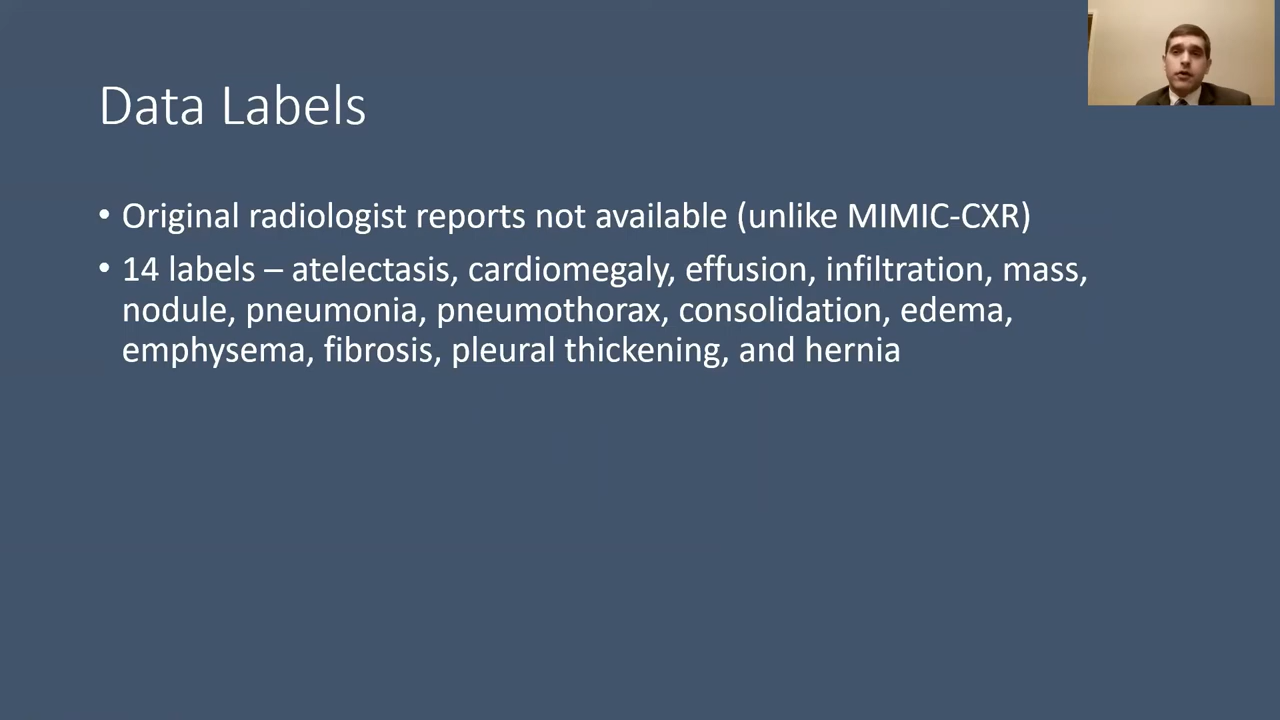 Data Labels
• Original radiologist reports not available (unlike MIMIC-CXR)
• 14 labels – atelectasis, cardiomegaly, effusion, infiltration, mass,
nodule, pneumonia, pneumothorax, consolidation, edema,
emphysema, fibrosis, pleural thickening, and hernia